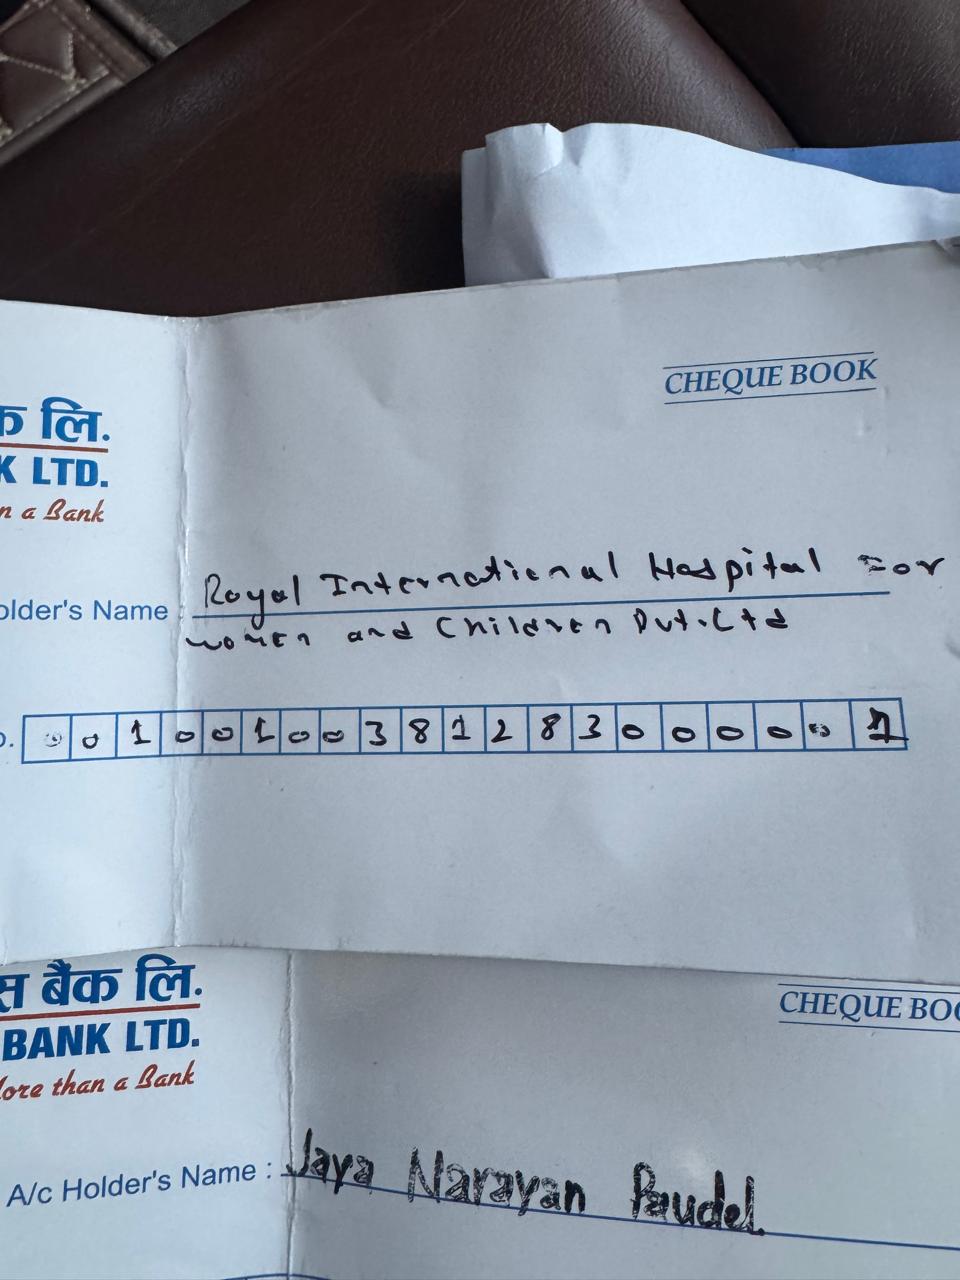 CHEQUE BOOK
क लि.
K LTD.
n a Bank
older's Name : Royal International Hospital For
women and Children Pvt.Ltd
o. 0 0 1 0 0 1 0 0 3 8 1 2 8 3 0 0 0 0 0 1
स बैंक लि.
BANK LTD.
More than a Bank
CHEQUE BOO
A/c Holder's Name : Jaya Narayan Paudel